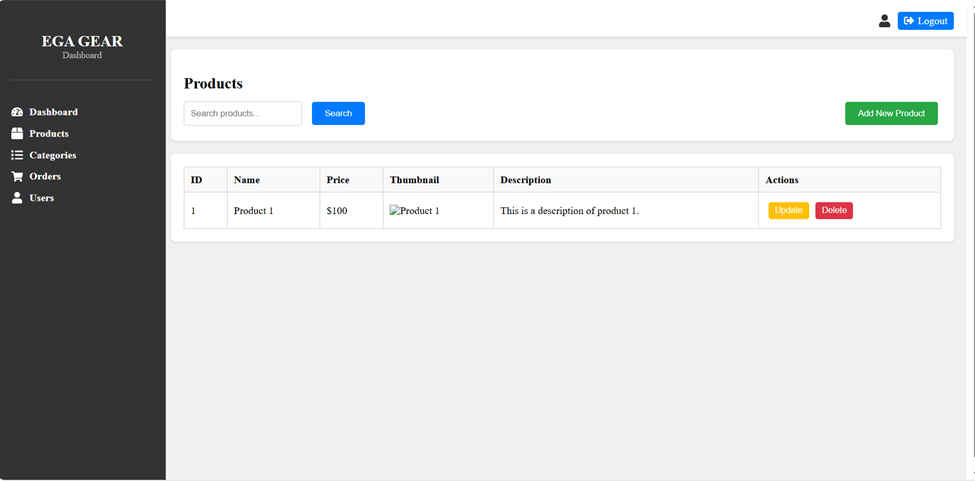 EGA GEAR
Dashboard
Dashboard
Products
Categories
Orders
Users
Logout
Products
Search products...
Search
Add New Product
ID Name Price Thumbnail Description Actions
1 Product 1 $100 Product 1 This is a description of product 1. Update Delete